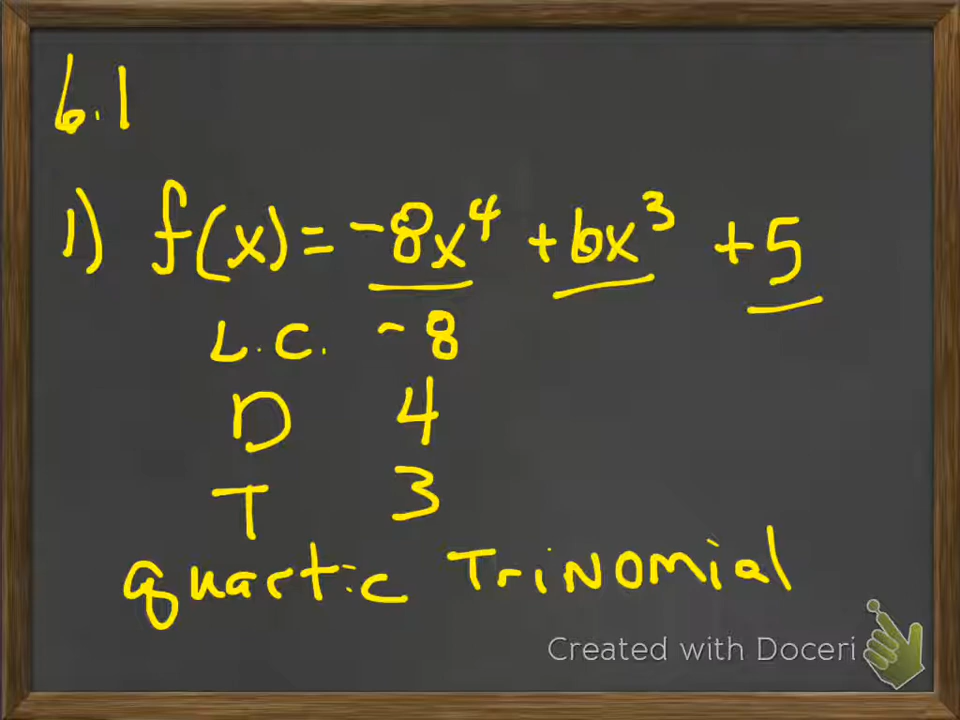 6.1
1) f(x) = -8x⁴ + 6x³ + 5
L.C. -8
D 4
T 3
quartic Trinomial
Created with Doceri